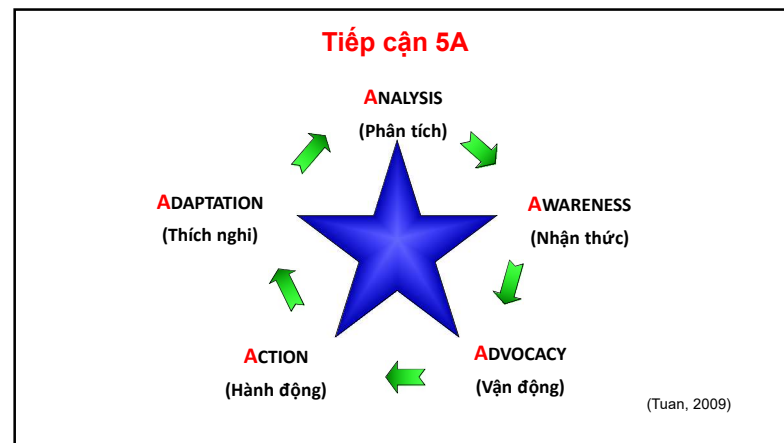 Tiếp cận 5A
ANALYSIS
(Phân tích)
AWARENESS
(Nhận thức)
ADVOCACY
(Vận động)
ACTION
(Hành động)
ADAPTATION
(Thích nghi)
(Tuan, 2009)